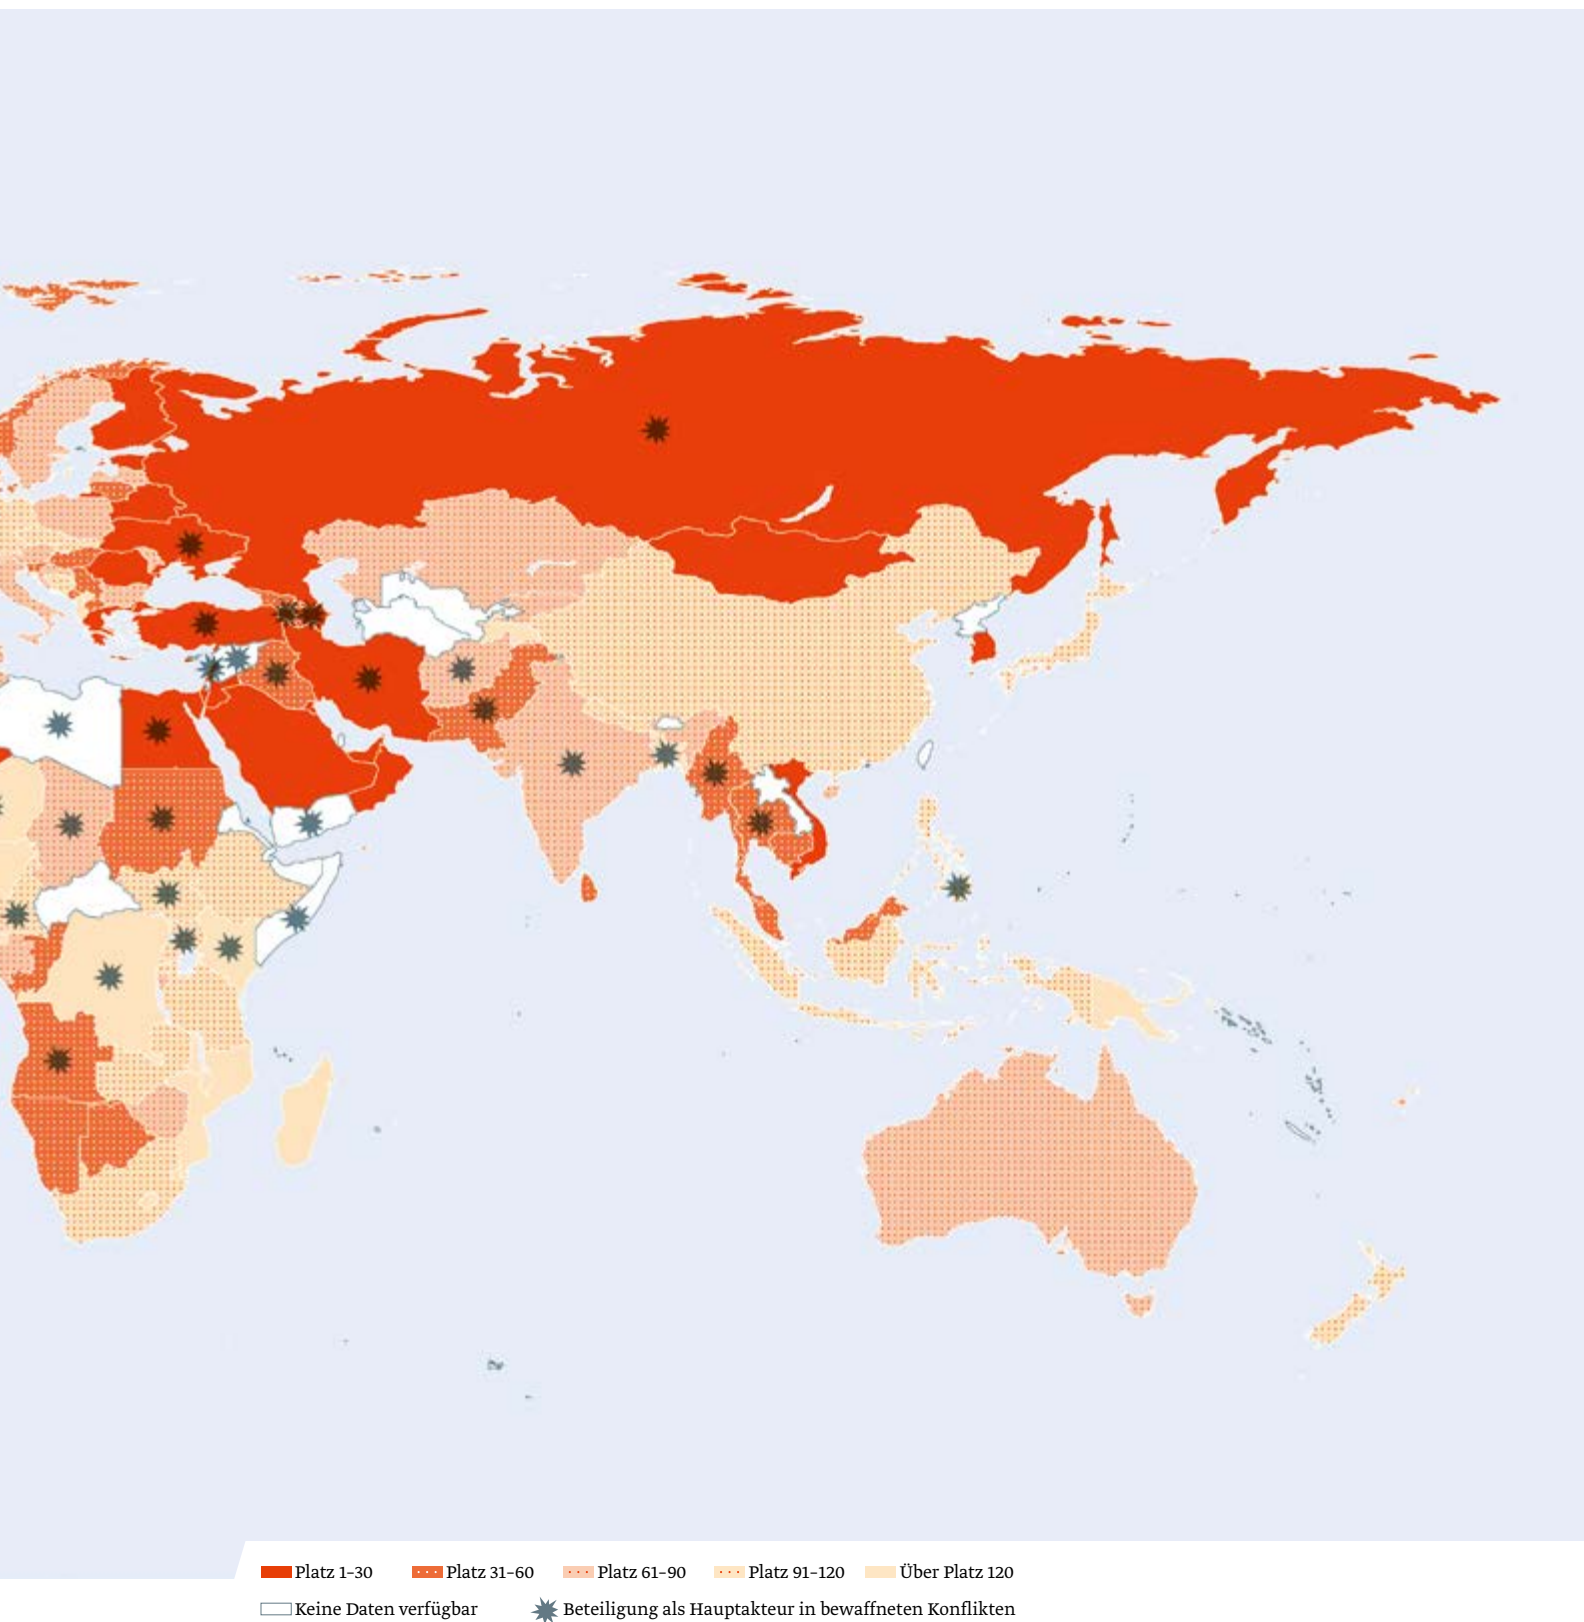 Platz 1–30 Platz 31–60 Platz 61–90 Platz 91–120 Über Platz 120
Keine Daten verfügbar Beteiligung als Hauptakteur in bewaffneten Konflikten